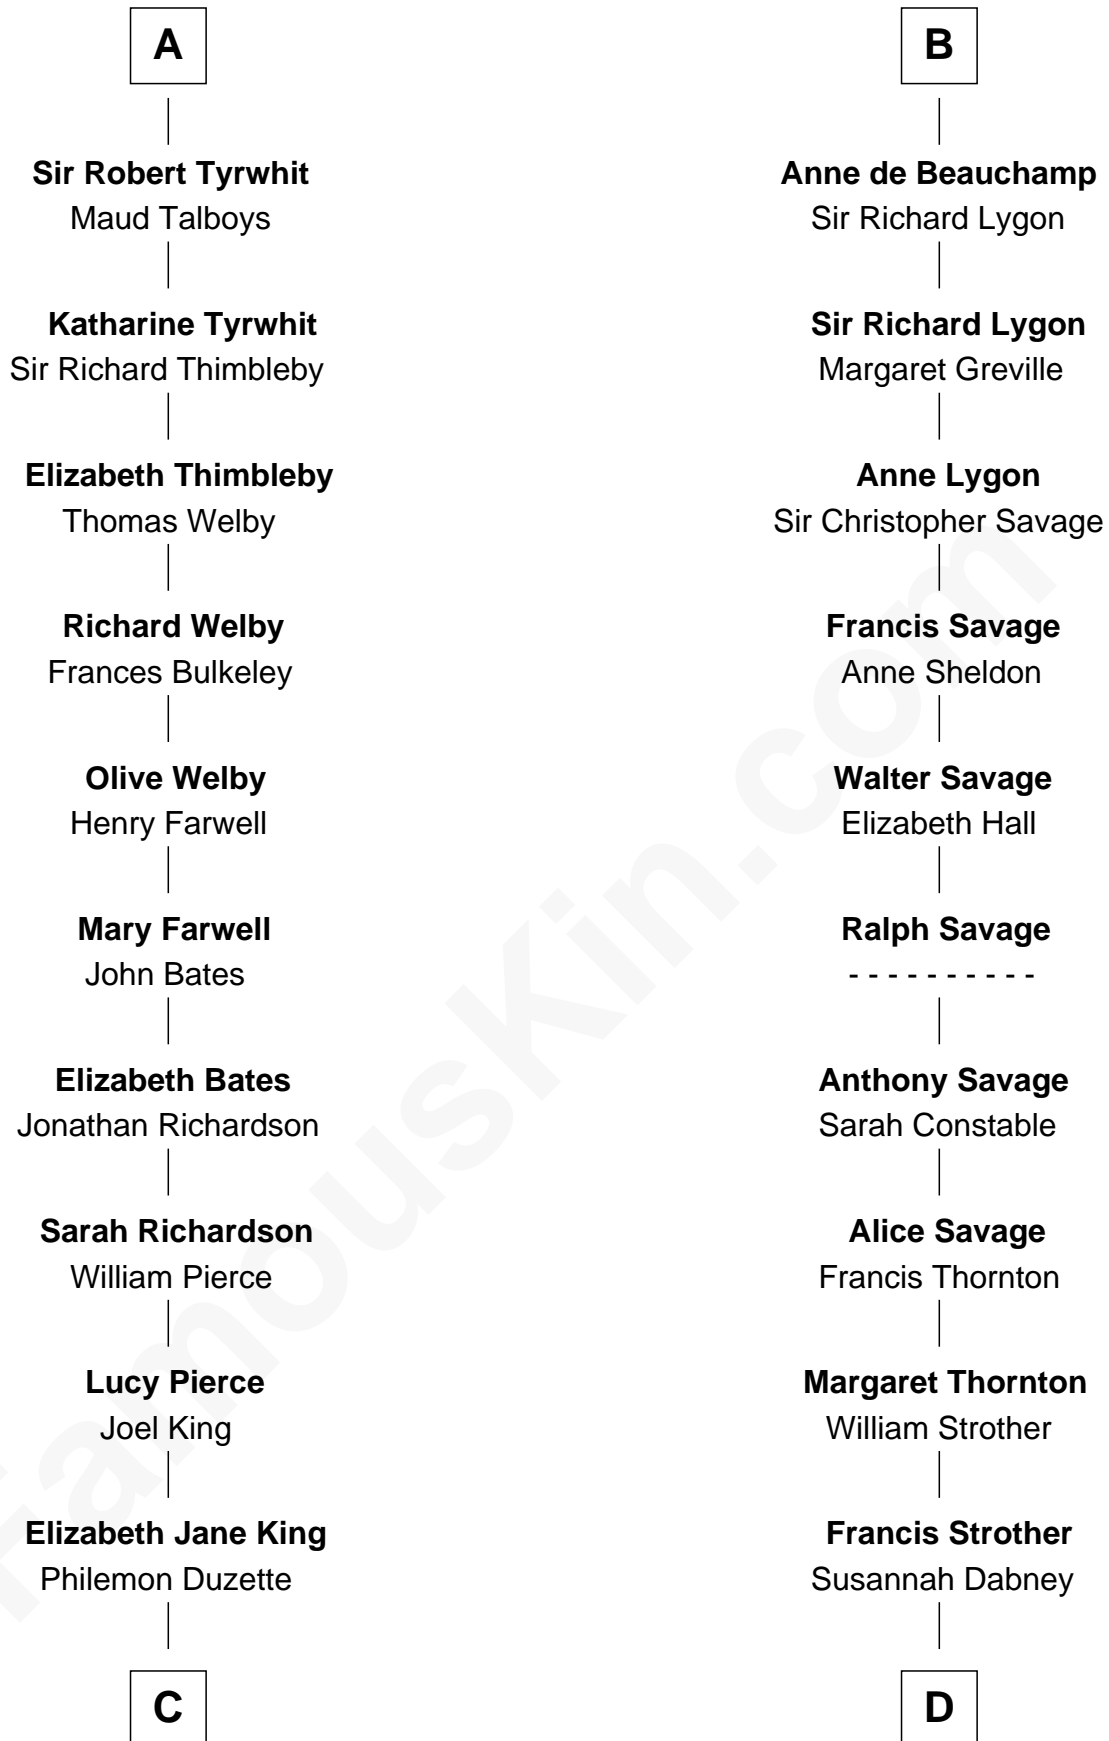 A
Sir Robert Tyrwhit
Maud Talboys
Katharine Tyrwhit
Sir Richard Thimbleby
Elizabeth Thimbleby
Thomas Welby
Richard Welby
Frances Bulkeley
Olive Welby
Henry Farwell
Mary Farwell
John Bates
Elizabeth Bates
Jonathan Richardson
Sarah Richardson
William Pierce
Lucy Pierce
Joel King
Elizabeth Jane King
Philemon Duzette
C
B
Anne de Beauchamp
Sir Richard Lygon
Sir Richard Lygon
Margaret Greville
Anne Lygon
Sir Christopher Savage
Francis Savage
Anne Sheldon
Walter Savage
Elizabeth Hall
Ralph Savage
- - - - - - - - - -
Anthony Savage
Sarah Constable
Alice Savage
Francis Thornton
Margaret Thornton
William Strother
Francis Strother
Susannah Dabney
D
FamousKin.com